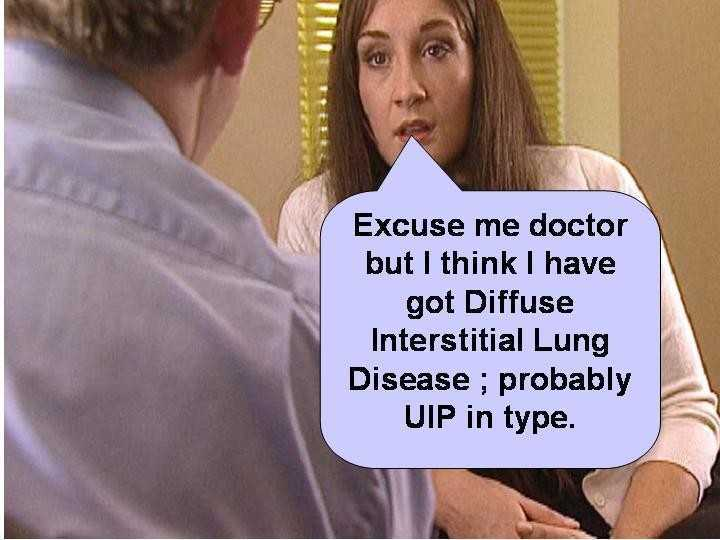 Excuse me doctor
but I think I have
got Diffuse
Interstitial Lung
Disease ; probably
UIP in type.